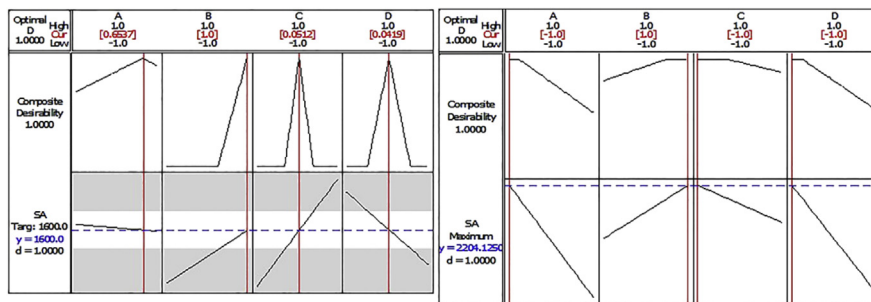 Optimal
D
1.0000
High
Cur
Low
A
1.0
[0.6537]
-1.0
B
1.0
[1.0]
-1.0
C
1.0
[0.0512]
-1.0
D
1.0
[0.0419]
-1.0
Composite
Desirability
1.0000
SA
Targ: 1600.0
y = 1600.0
d = 1.0000
Optimal
D
1.0000
High
Cur
Low
A
1.0
[-1.0]
-1.0
B
1.0
[1.0]
-1.0
C
1.0
[-1.0]
-1.0
D
1.0
[-1.0]
-1.0
Composite
Desirability
1.0000
SA
Maximum
y = 2204.1250
d = 1.0000